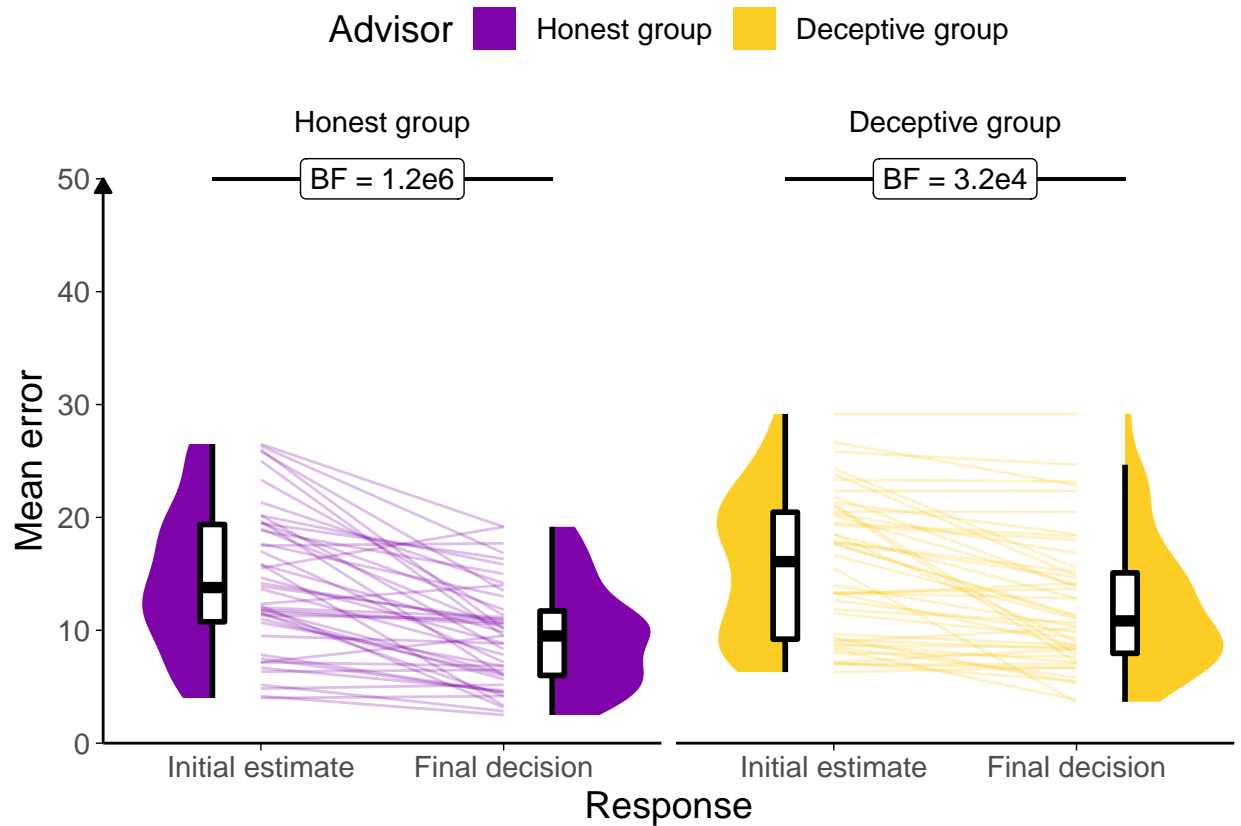 Advisor Honest group Deceptive group
Honest group Deceptive group
BF = 1.2e6 BF = 3.2e4
50
40
30
20
10
0
Mean error
Initial estimate Final decision Initial estimate Final decision
Response